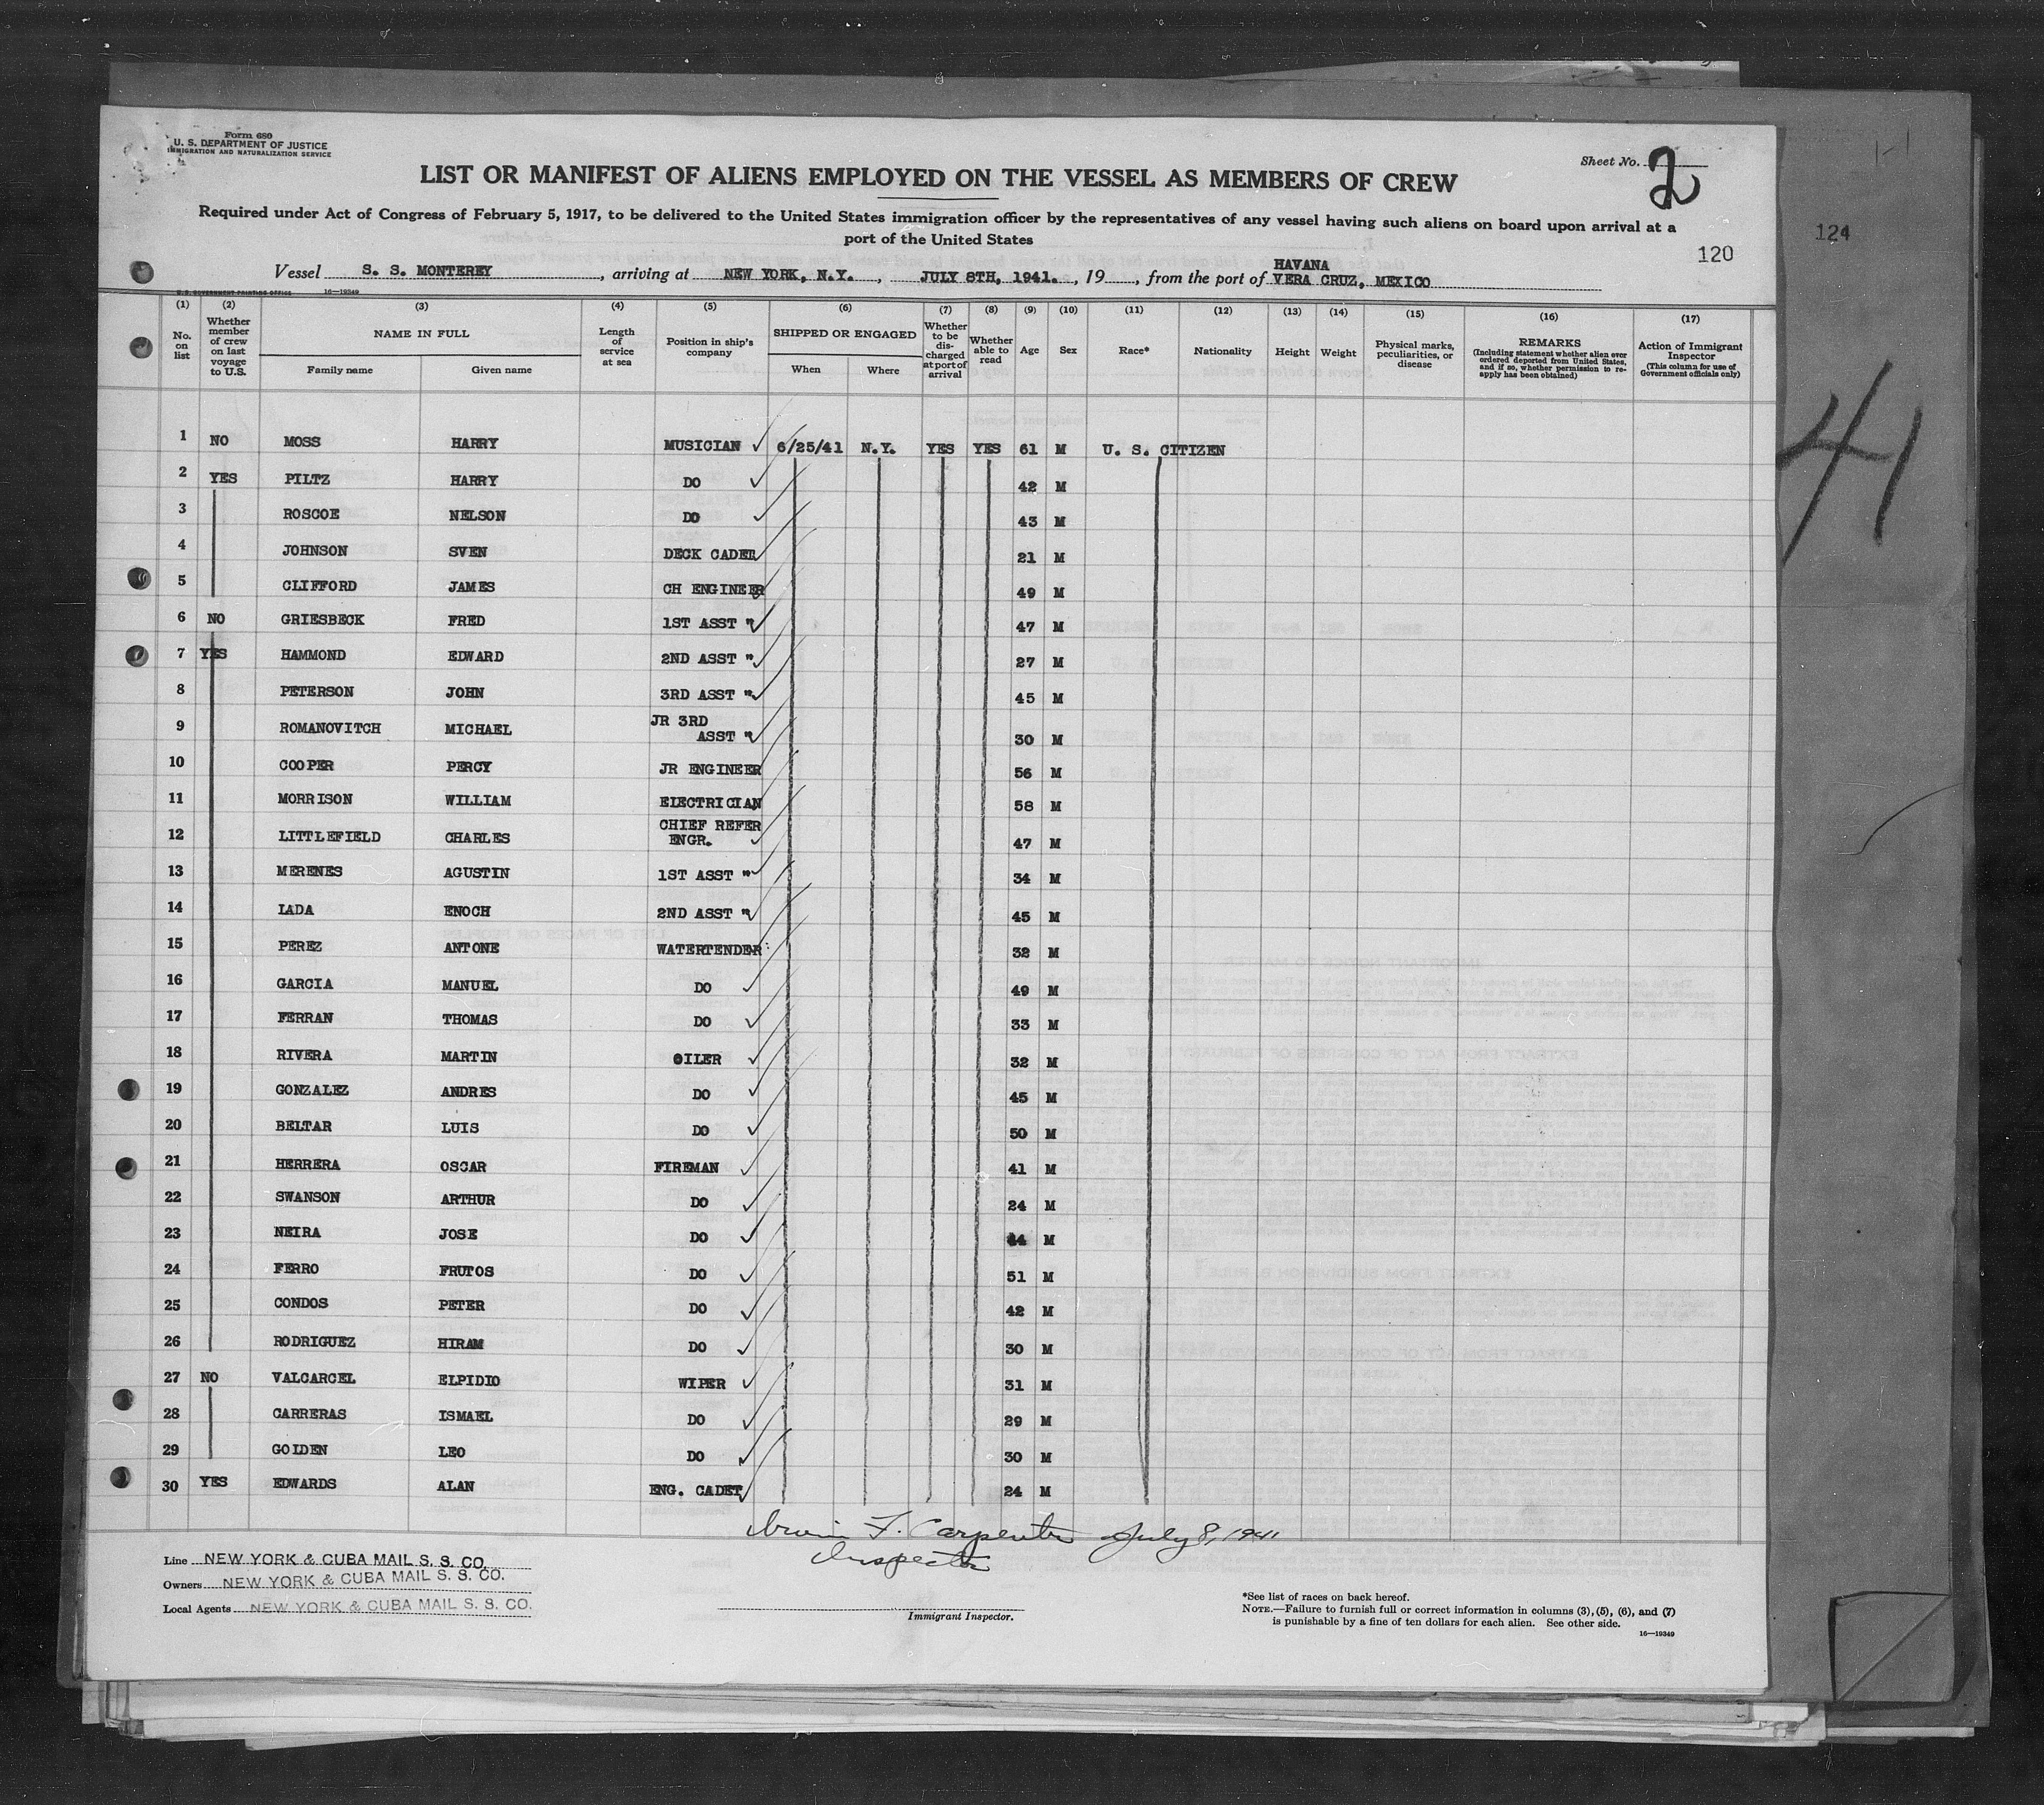 Form 680
U. S. DEPARTMENT OF JUSTICE
IMMIGRATION AND NATURALIZATION SERVICE
Sheet No. 2
LIST OR MANIFEST OF ALIENS EMPLOYED ON THE VESSEL AS MEMBERS OF CREW
Required under Act of Congress of February 5, 1917, to be delivered to the United States immigration officer by the representatives of any vessel having such aliens on board upon arrival at a
port of the United States
120
124
41
Vessel S. S. MONTEREY, arriving at NEW YORK, N.Y., JULY 8TH, 1941., 19, from the port of HAVANA VERA CRUZ, MEXICO
U. S. GOVERNMENT PRINTING OFFICE 16—19349
(1) (2) (3) (4) (5) (6) (7) (8) (9) (10) (11) (12) (13) (14) (15) (16) (17)
No. on list
Whether member of crew on last voyage to U.S.
NAME IN FULL
Family name
Given name
Length of service at sea
Position in ship's company
SHIPPED OR ENGAGED
When
Where
Whether to be discharged at port of arrival
Whether able to read
Age
Sex
Race*
Nationality
Height
Weight
Physical marks, peculiarities, or disease
REMARKS
(Including statement whether alien ever ordered deported from United States, and if so, whether permission to reapply has been obtained)
Action of Immigrant Inspector
(This column for use of Government officials only)
1 NO MOSS HARRY MUSICIAN 6/25/41 N.Y. YES YES 61 M U. S. CITIZEN
2 YES PILTZ HARRY DO 42 M
3 ROSCOE NELSON DO 43 M
4 JOHNSON SVEN DECK CADET 21 M
5 CLIFFORD JAMES CH ENGINEER 49 M
6 NO GRIESBECK FRED 1ST ASST " 47 M
7 YES HAMMOND EDWARD 2ND ASST " 27 M
8 PETERSON JOHN 3RD ASST " 45 M
9 ROMANOVITCH MICHAEL JR 3RD ASST " 30 M
10 COOPER PERCY JR ENGINEER 56 M
11 MORRISON WILLIAM ELECTRICIAN 58 M
12 LITTLEFIELD CHARLES CHIEF REFER ENGR. 47 M
13 MERENES AGUSTIN 1ST ASST " 34 M
14 LADA ENOCH 2ND ASST " 45 M
15 PEREZ ANTONE WATERTENDER 32 M
16 GARCIA MANUEL DO 49 M
17 FERRAN THOMAS DO 33 M
18 RIVERA MARTIN OILER 32 M
19 GONZALEZ ANDRES DO 45 M
20 BELTAR LUIS DO 50 M
21 HERRERA OSCAR FIREMAN 41 M
22 SWANSON ARTHUR DO 24 M
23 NEIRA JOSE DO 44 M
24 FERRO FRUTOS DO 51 M
25 CONDOS PETER DO 42 M
26 RODRIGUEZ HIRAM DO 30 M
27 NO VALCARCEL ELPIDIO WIPER 31 M
28 CARRERAS ISMAEL DO 29 M
29 GOLDEN LEO DO 30 M
30 YES EDWARDS ALAN ENG. CADET 24 M
Irwin F. Carpenter July 8, 1941
Inspector
Line NEW YORK & CUBA MAIL S. S. CO.
Owners NEW YORK & CUBA MAIL S. S. CO.
Local Agents NEW YORK & CUBA MAIL S. S. CO.
Immigrant Inspector.
*See list of races on back hereof.
NOTE.—Failure to furnish full or correct information in columns (3), (5), (6), and (7)
is punishable by a fine of ten dollars for each alien. See other side.
16—19349